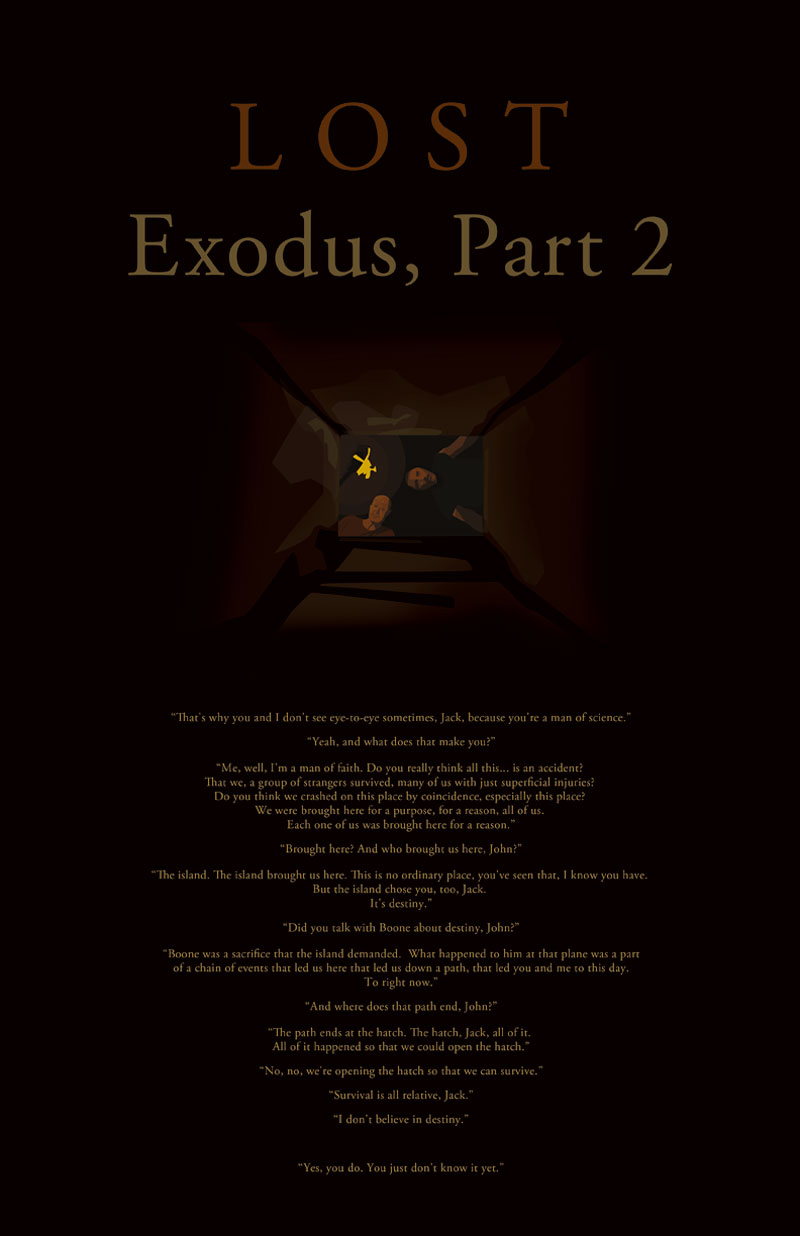 LOST
Exodus, Part 2
“That’s why you and I don’t see eye-to-eye sometimes, Jack, because you’re a man of science.”
“Yeah, and what does that make you?”
“Me, well, I’m a man of faith. Do you really think all this... is an accident?
That we, a group of strangers survived, many of us with just superficial injuries?
Do you think we crashed on this place by coincidence, especially this place?
We were brought here for a purpose, for a reason, all of us.
Each one of us was brought here for a reason.”
“Brought here? And who brought us here, John?”
“The island. The island brought us here. This is no ordinary place, you’ve seen that, I know you have.
But the island chose you, too, Jack.
It’s destiny.”
“Did you talk with Boone about destiny, John?”
“Boone was a sacrifice that the island demanded.  What happened to him at that plane was a part
of a chain of events that led us here that led us down a path, that led you and me to this day.
To right now.”
“And where does that path end, John?”
“The path ends at the hatch. The hatch, Jack, all of it.
All of it happened so that we could open the hatch.”
“No, no, we’re opening the hatch so that we can survive.”
“Survival is all relative, Jack.”
“I don’t believe in destiny.”
“Yes, you do. You just don’t know it yet.”